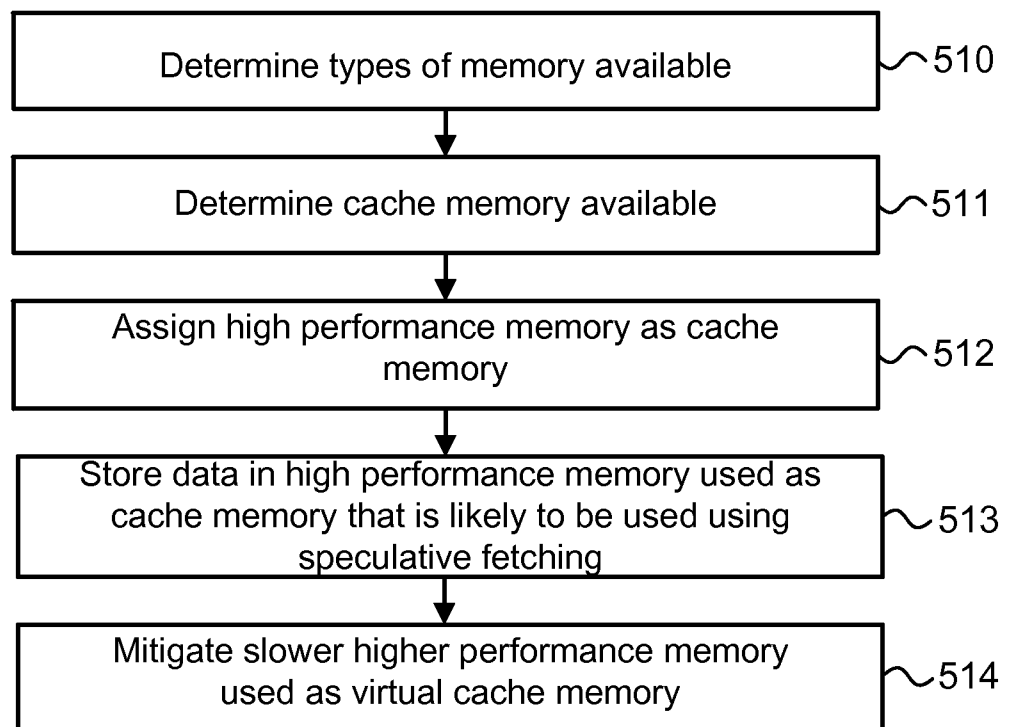 Determine types of memory available
510
Determine cache memory available
511
Assign high performance memory as cache
memory
512
Store data in high performance memory used as
cache memory that is likely to be used using
speculative fetching
513
Mitigate slower higher performance memory
used as virtual cache memory
514